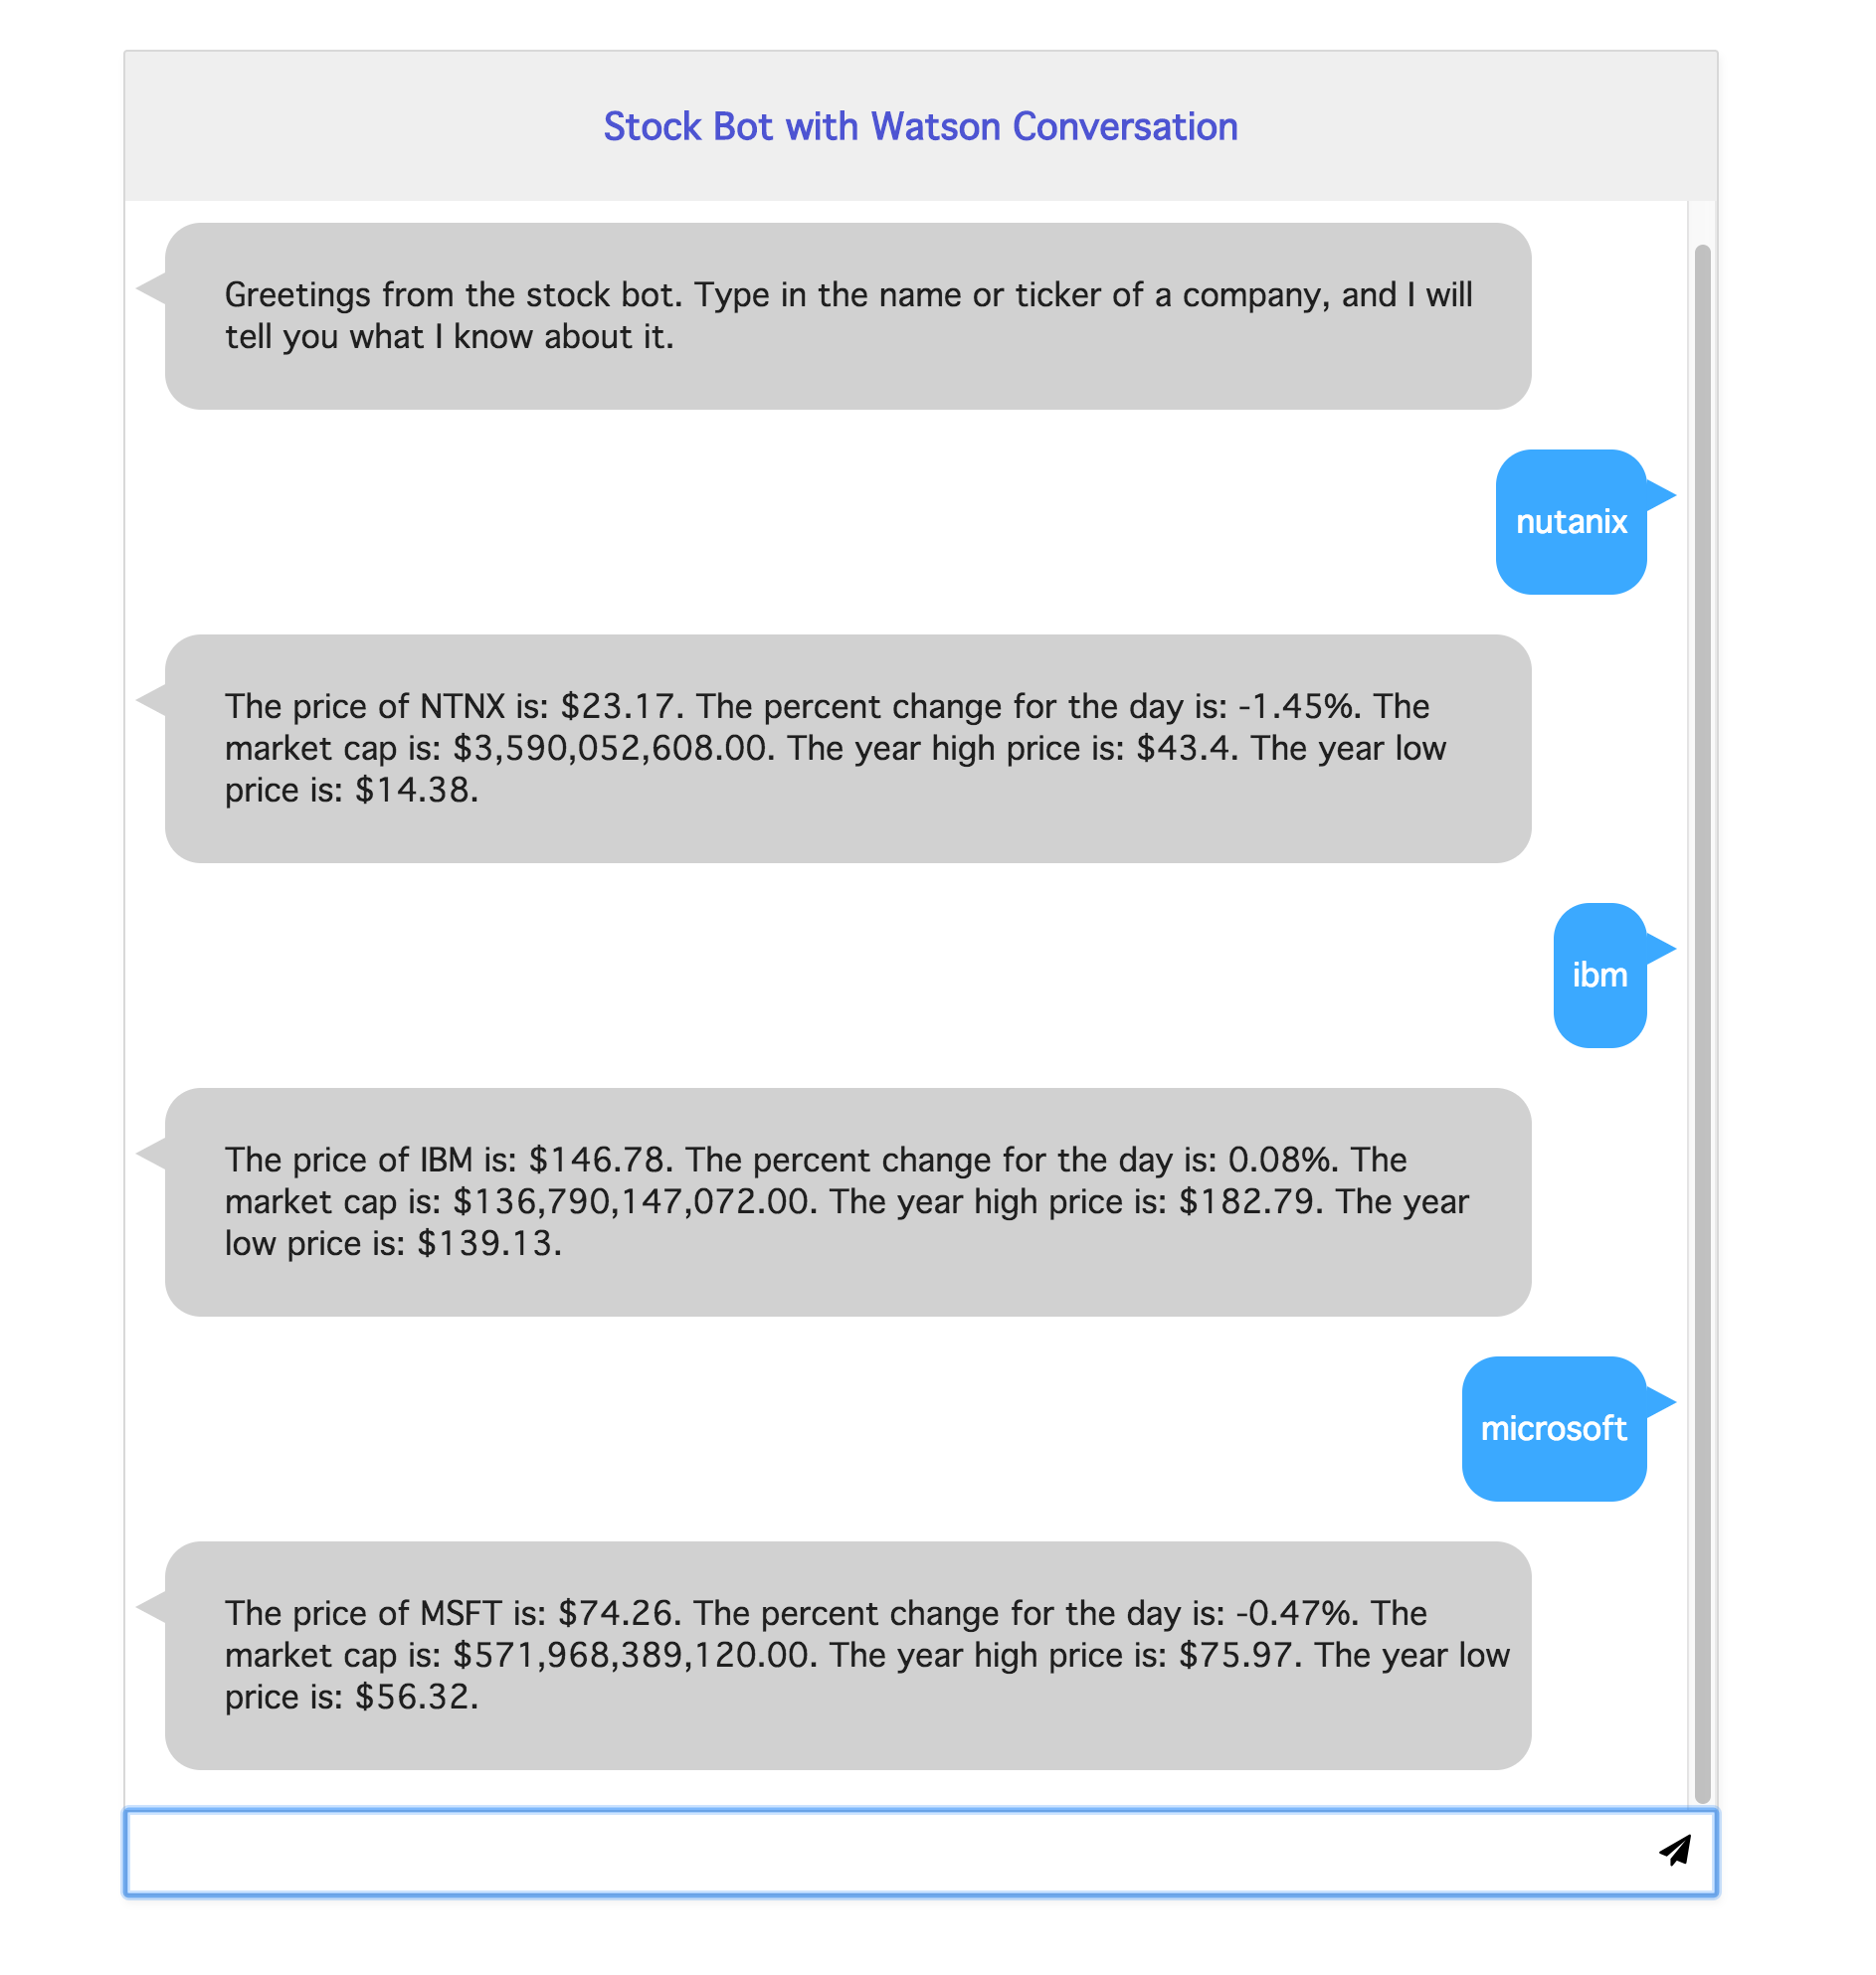 Stock Bot with Watson Conversation
Greetings from the stock bot. Type in the name or ticker of a company, and I will
tell you what I know about it.
nutanix
The price of NTNX is: $23.17. The percent change for the day is: -1.45%. The
market cap is: $3,590,052,608.00. The year high price is: $43.4. The year low
price is: $14.38.
ibm
The price of IBM is: $146.78. The percent change for the day is: 0.08%. The
market cap is: $136,790,147,072.00. The year high price is: $182.79. The year
low price is: $139.13.
microsoft
The price of MSFT is: $74.26. The percent change for the day is: -0.47%. The
market cap is: $571,968,389,120.00. The year high price is: $75.97. The year low
price is: $56.32.